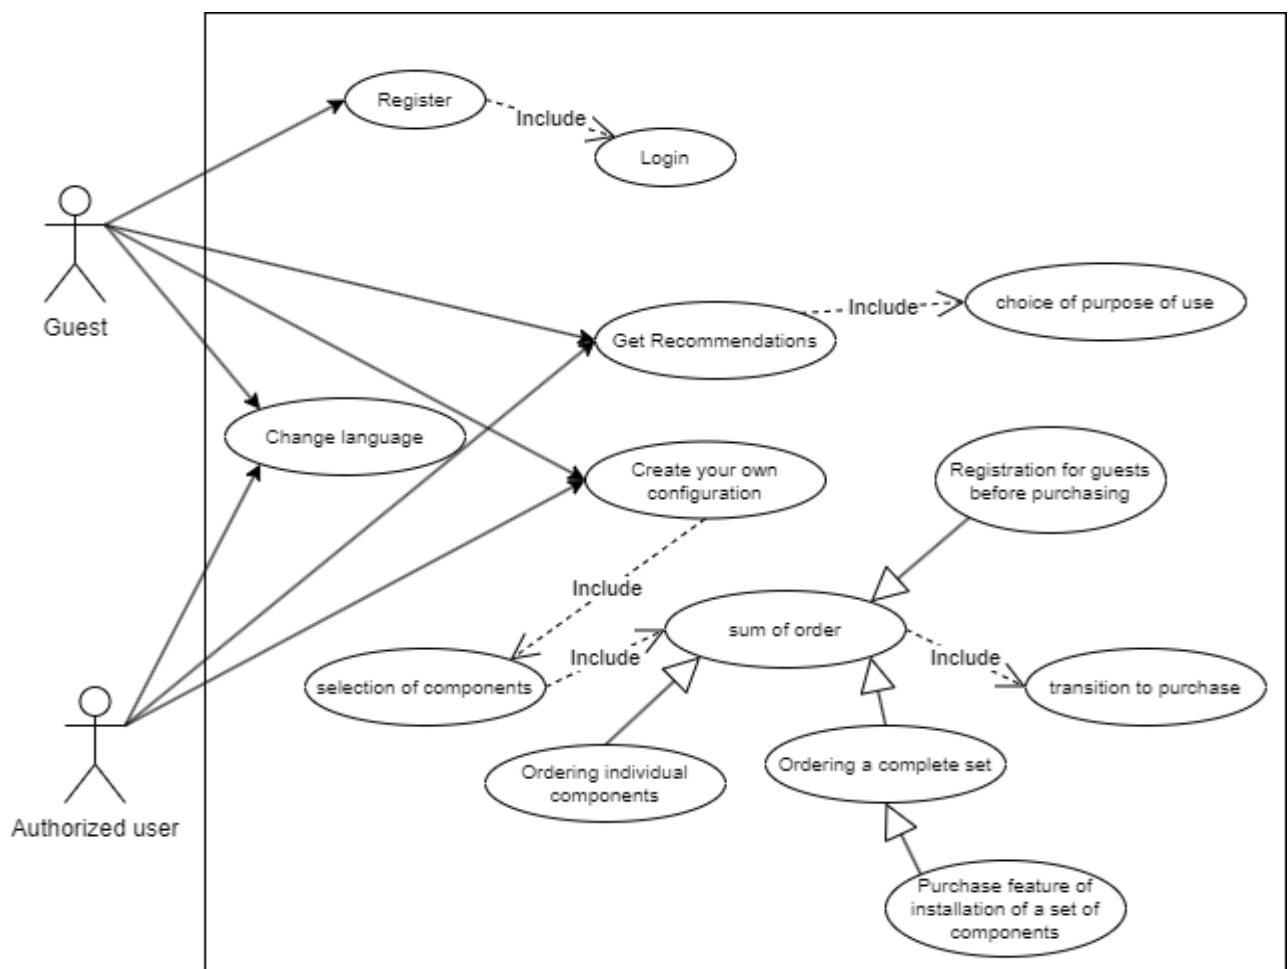 Register
Include
Login
Guest
Include
choice of purpose of use
Get Recommendations
Change language
Create your own
configuration
Registration for guests
before purchasing
Include
sum of order
Include
Include
selection of components
transition to purchase
Ordering individual
components
Ordering a complete set
Authorized user
Purchase feature of
installation of a set of
components